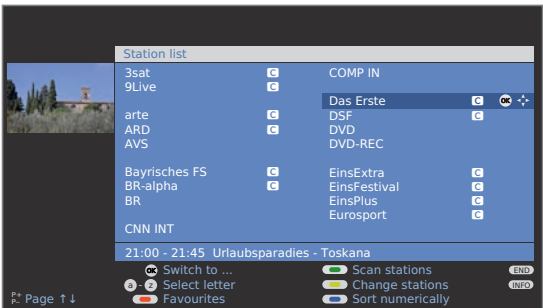 Station list
3sat C
9Live C
arte C
ARD C
AVS
Bayrisches FS C
BR-alpha C
BR
CNN INT
COMP IN
Das Erste C OK
DSF C
DVD
DVD-REC
EinsExtra C
EinsFestival C
EinsPlus C
Eurosport C
21:00 - 21:45 Urlaubsparadies - Toskana
OK Switch to ...
a - z Select letter
Favourites
Scan stations END
Change stations INFO
Sort numerically
P+
P-
Page ↑↓